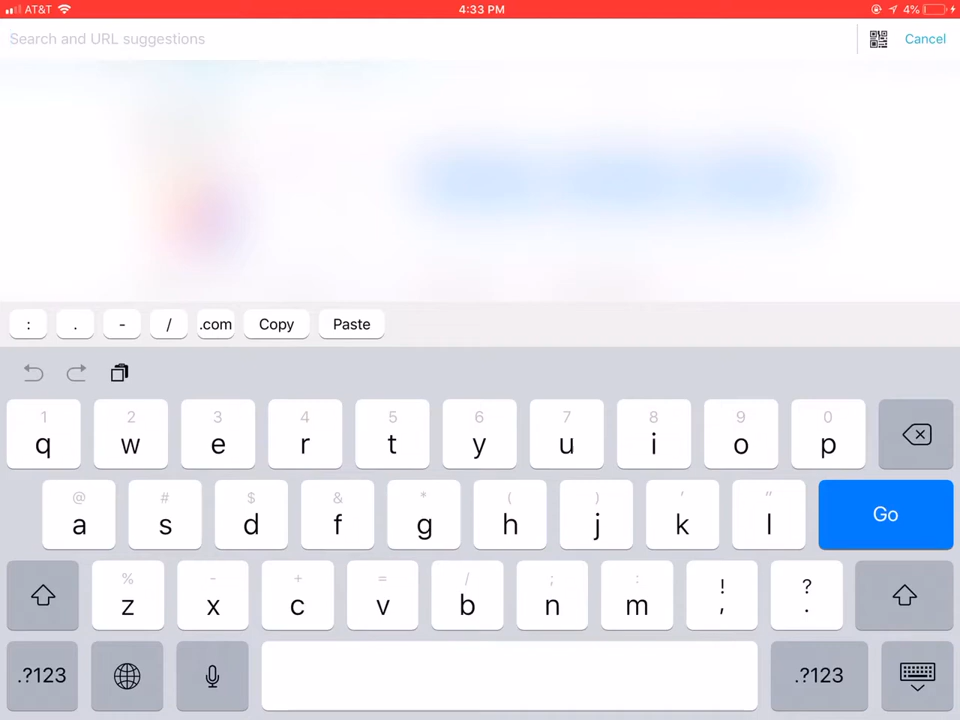 AT&T 4:33 PM 4%
Search and URL suggestions Cancel
: . - / .com Copy Paste
1 2 3 4 5 6 7 8 9 0
q w e r t y u i o p
@ # $ & * ( ) ' "
a s d f g h j k l Go
% - + = / ; : ! ?
z x c v b n m , .
.?123 .?123